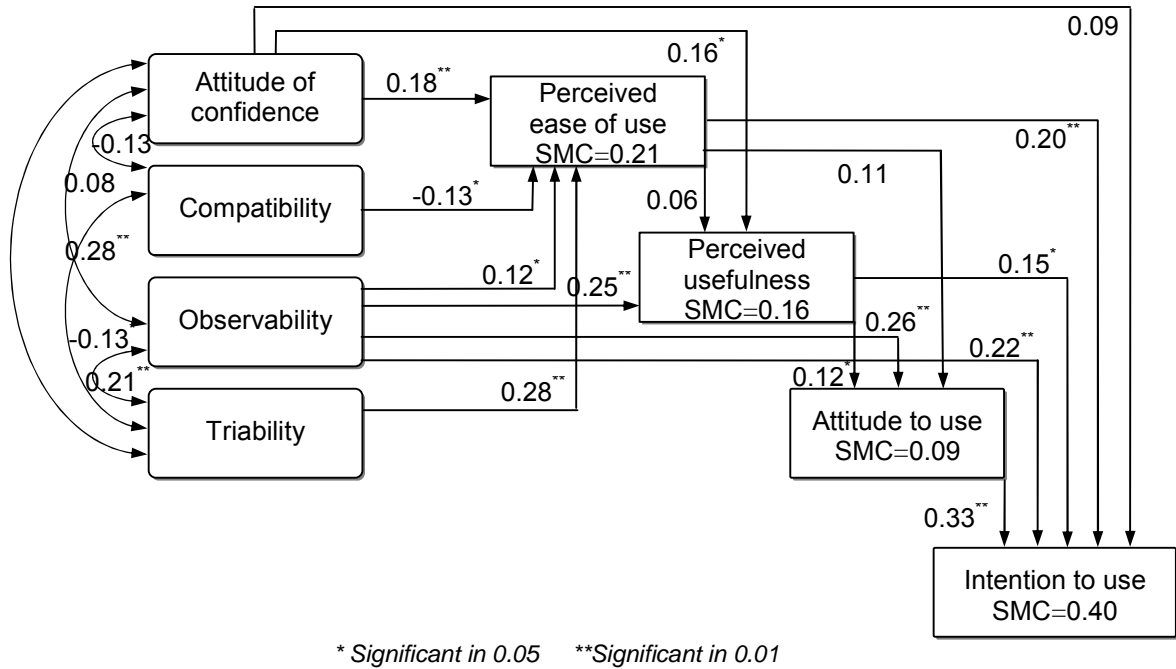 0.09
0.16*
Attitude of
confidence
0.18**
Perceived
ease of use
SMC=0.21
0.20**
-0.13
0.11
0.08
Compatibility
-0.13*
0.06
0.28**
Perceived
usefulness
SMC=0.16
0.15*
0.12*
0.25**
Observability
0.26**
-0.13*
0.22**
0.21**
0.12*
Triability
0.28**
Attitude to use
SMC=0.09
0.33**
Intention to use
SMC=0.40
* Significant in 0.05 **Significant in 0.01